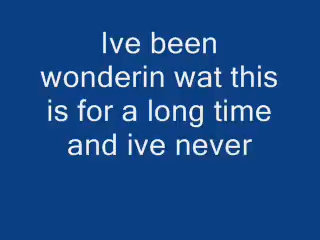 Ive been
wonderin wat this
is for a long time
and ive never